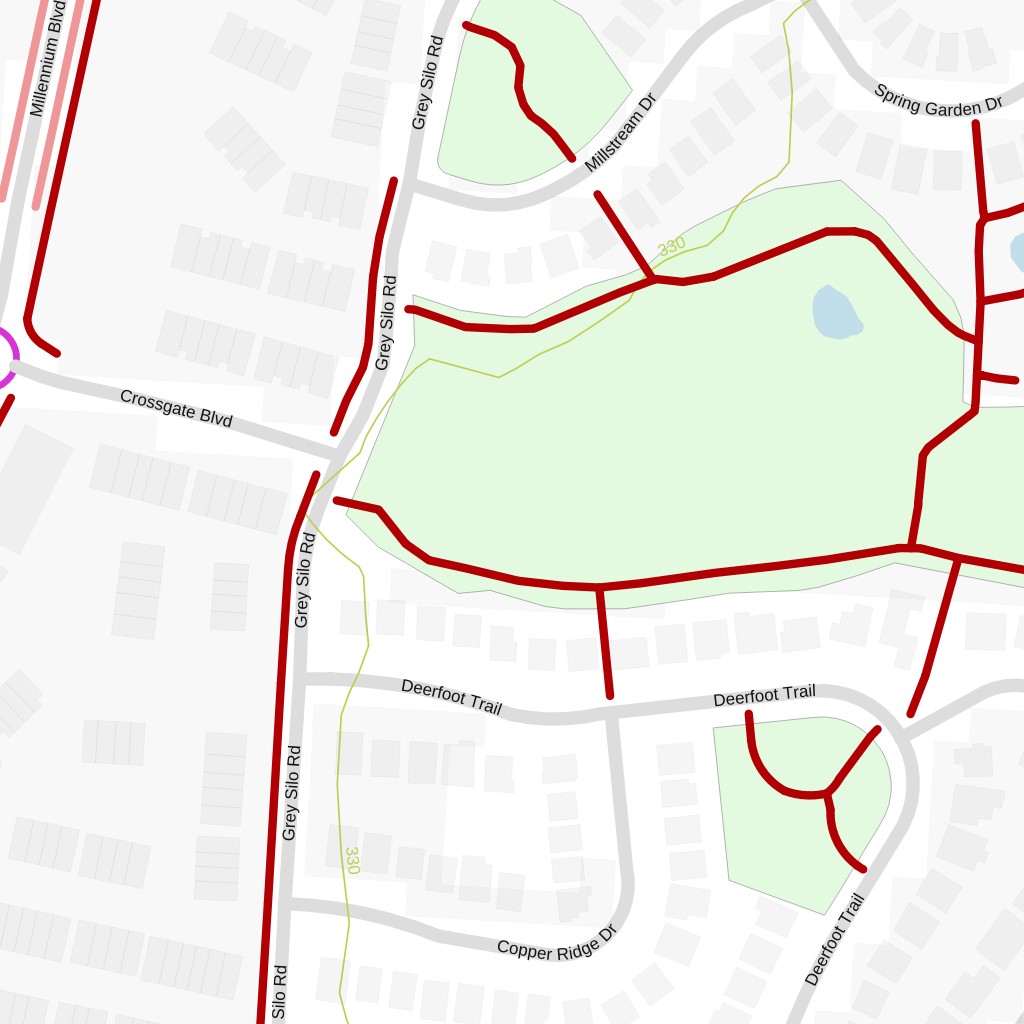 Millennium Blvd
Grey Silo Rd
Millstream Dr
Spring Garden Dr
330
Grey Silo Rd
Crossgate Blvd
Grey Silo Rd
Deerfoot Trail
Deerfoot Trail
Grey Silo Rd
330
Copper Ridge Dr
Deerfoot Trail
Silo Rd